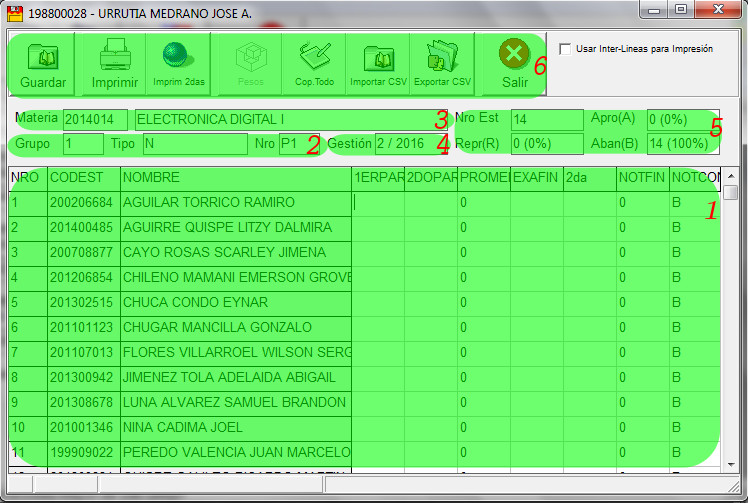 198800028 - URRUTIA MEDRANO JOSE A.
Guardar Imprimir Imprim 2das Pesos Cop.Todo Importar CSV Exportar CSV Salir 6 Usar Inter-Lineas para Impresión
Materia 2014014 ELECTRONICA DIGITAL I 3 Nro Est 14 Apro(A) 0 (0%) 5
Grupo 1 Tipo N Nro P1 2 Gestión 2 / 2016 4 Repr(R) 0 (0%) Aban(B) 14 (100%)
NRO CODEST NOMBRE 1ERPAR 2DOPAR PROMEI EXAFIN 2da NOTFIN NOTCON
1 200206684 AGUILAR TORRICO RAMIRO 0 0 B 1
2 201400485 AGUIRRE QUISPE LITZY DALMIRA 0 0 B
3 200708877 CAYO ROSAS SCARLEY JIMENA 0 0 B
4 201206854 CHILENO MAMANI EMERSON GROVE 0 0 B
5 201302515 CHUCA CONDO EYNAR 0 0 B
6 201101123 CHUGAR MANCILLA GONZALO 0 0 B
7 201107013 FLORES VILLARROEL WILSON SERG 0 0 B
8 201300942 JIMENEZ TOLA ADELAIDA ABIGAIL 0 0 B
9 201308678 LUNA ALVAREZ SAMUEL BRANDON 0 0 B
10 201001346 NINA CADIMA JOEL 0 0 B
11 199909022 PEREDO VALENCIA JUAN MARCELO 0 0 B